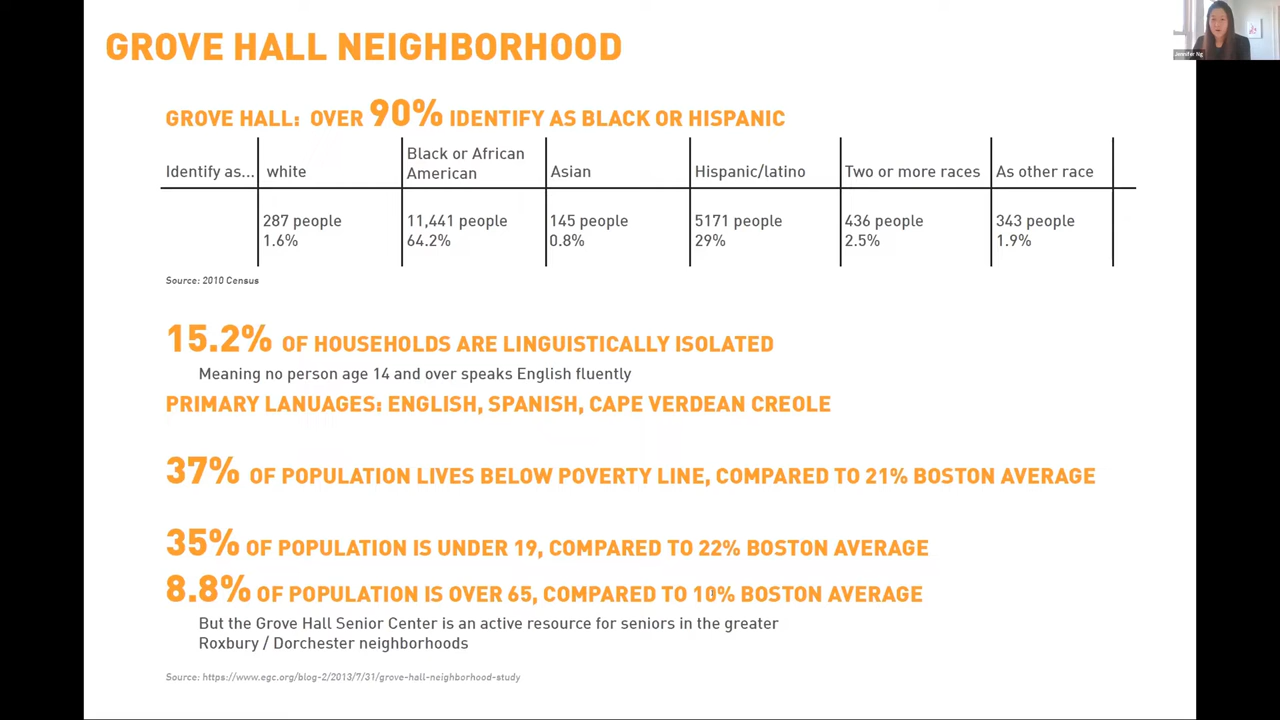 GROVE HALL NEIGHBORHOOD
Jennifer Ng
GROVE HALL: OVER 90% IDENTIFY AS BLACK OR HISPANIC
Identify as...
white
Black or African
American
Asian
Hispanic/latino
Two or more races
As other race
287 people
1.6%
11,441 people
64.2%
145 people
0.8%
5171 people
29%
436 people
2.5%
343 people
1.9%
Source: 2010 Census
15.2% OF HOUSEHOLDS ARE LINGUISTICALLY ISOLATED
Meaning no person age 14 and over speaks English fluently
PRIMARY LANUAGES: ENGLISH, SPANISH, CAPE VERDEAN CREOLE
37% OF POPULATION LIVES BELOW POVERTY LINE, COMPARED TO 21% BOSTON AVERAGE
35% OF POPULATION IS UNDER 19, COMPARED TO 22% BOSTON AVERAGE
8.8% OF POPULATION IS OVER 65, COMPARED TO 10% BOSTON AVERAGE
But the Grove Hall Senior Center is an active resource for seniors in the greater
Roxbury / Dorchester neighborhoods
Source: https://www.egc.org/blog-2/2013/7/31/grove-hall-neighborhood-study